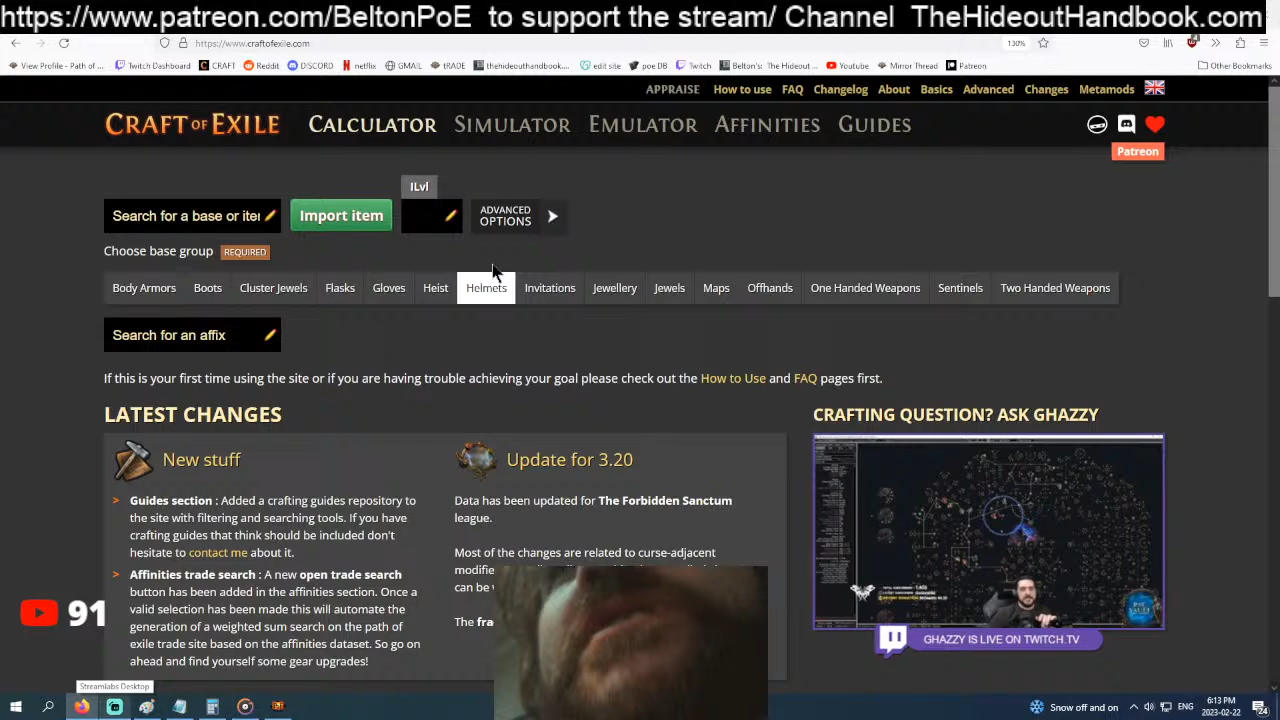 https://www.patreon.com/BeltonPoE to support the stream/ Channel TheHideoutHandbook.com
https://www.craftofexile.com
130%
View Profile - Path of ...
Twitch Dashboard
CRAFT
Reddit
DISCORD
netflix
GMAIL
tRADE
thehideouthandbook....
edit site
poe DB
Twitch
Belton's: The Hideout ...
Youtube
Mirror Thread
Patreon
Other Bookmarks
APPRAISE
How to use
FAQ
Changelog
About
Basics
Advanced
Changes
Metamods
CRAFT OF EXILE
CALCULATOR
SIMULATOR
EMULATOR
AFFINITIES
GUIDES
Patreon
ILvl
Search for a base or iter
Import item
ADVANCED
OPTIONS
Choose base group REQUIRED
Body Armors
Boots
Cluster Jewels
Flasks
Gloves
Heist
Helmets
Invitations
Jewellery
Jewels
Maps
Offhands
One Handed Weapons
Sentinels
Two Handed Weapons
Search for an affix
If this is your first time using the site or if you are having trouble achieving your goal please check out the How to Use and FAQ pages first.
LATEST CHANGES
New stuff
> Guides section : Added a crafting guides repository to
the site with filtering and searching tools. If you have
crafting guides that think should be included don't
hesitate to contact me about it.
> Affinities trade search : A new open trade search
button has been added in the affinities section. Once a
valid selection has been made this will automate the
generation of a weighted sum search on the path of
exile trade site based on the affinities dataset. So go on
ahead and find yourself some gear upgrades!
Update for 3.20
Data has been updated for The Forbidden Sanctum
league.
Most of the changes are related to curse-adjacent
can be
The fra
CRAFTING QUESTION? ASK GHAZZY
GHAZZY IS LIVE ON TWITCH.TV
91
Streamlabs Desktop
Snow off and on
ENG
6:13 PM
2023-02-22
24